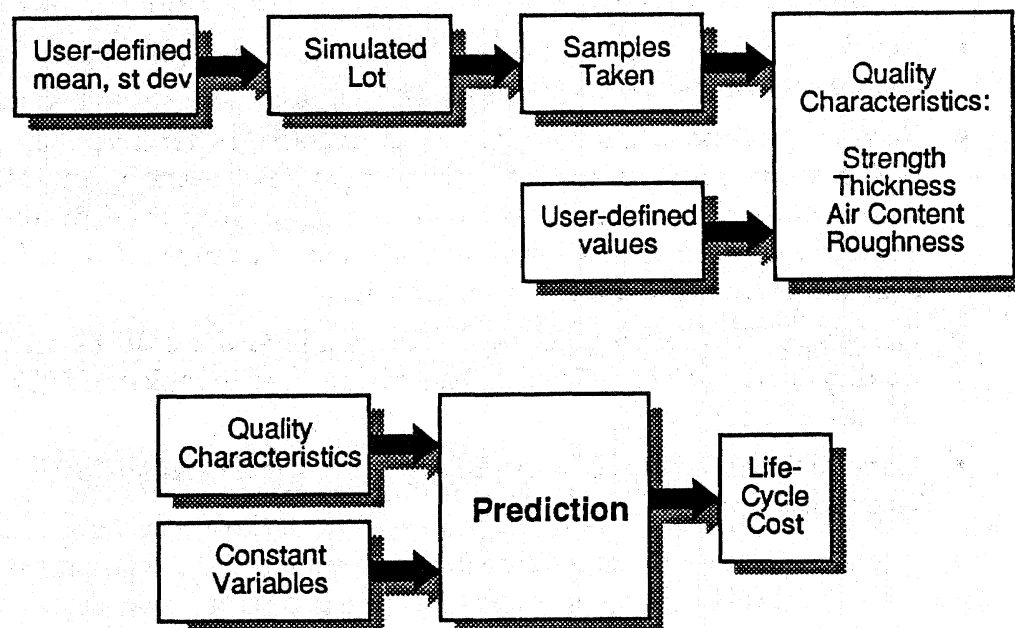 User-defined
mean, st dev
Simulated
Lot
Samples
Taken
Quality
Characteristics:
Strength
Thickness
Air Content
Roughness
User-defined
values
Quality
Characteristics
Constant
Variables
Prediction
Life-
Cycle
Cost